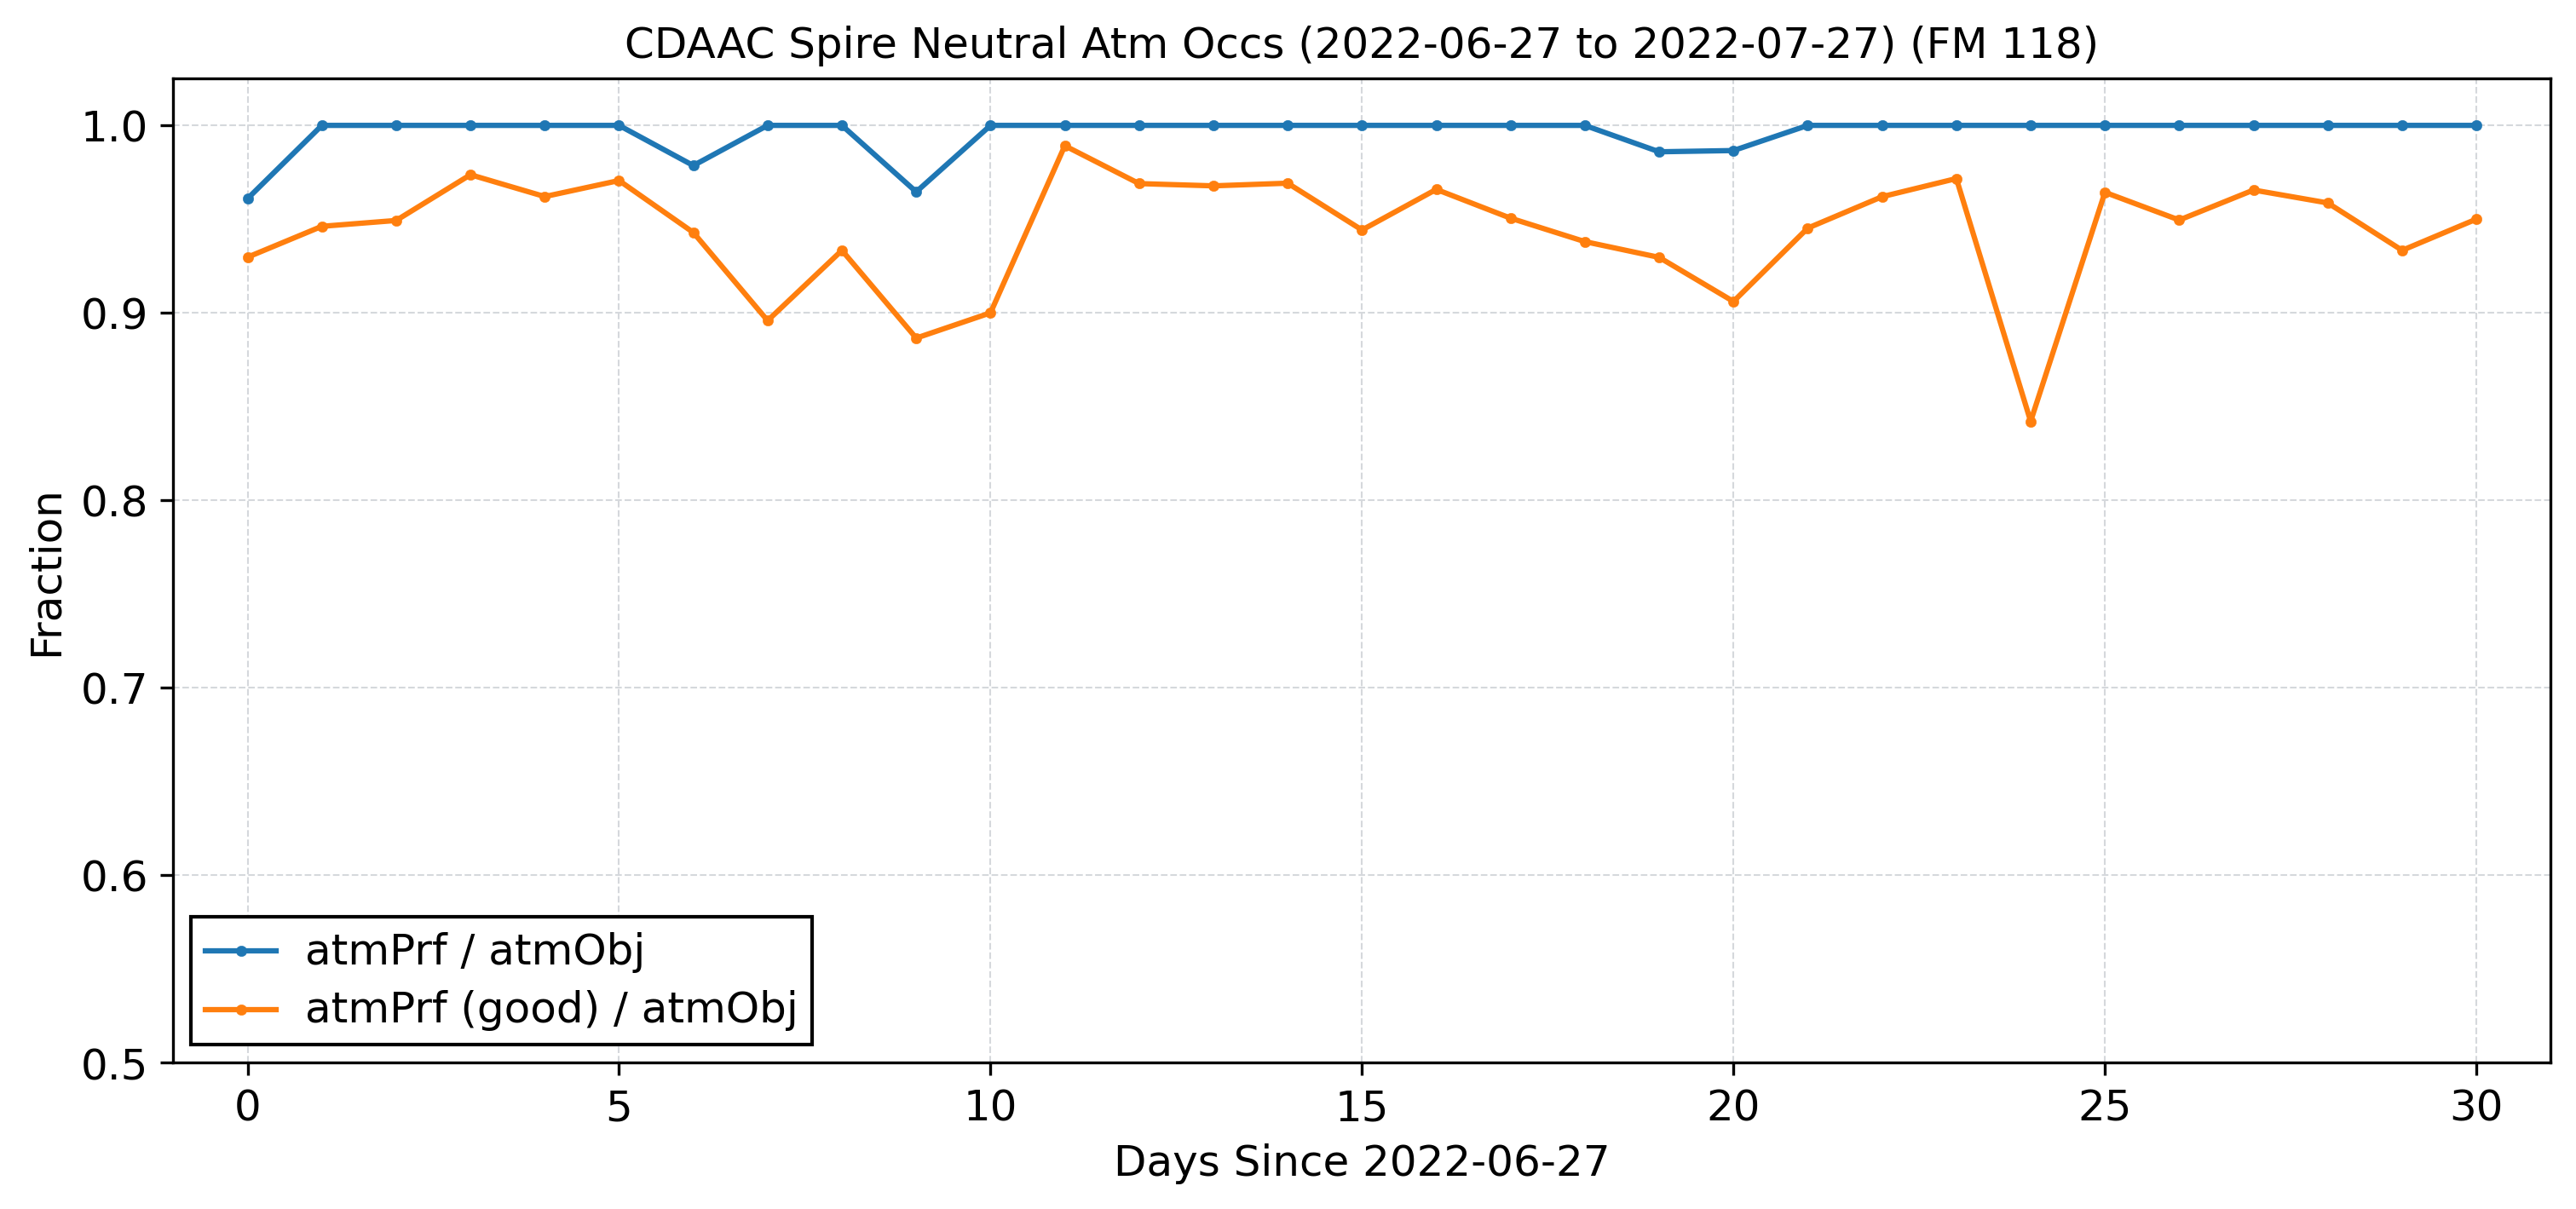 CDAAC Spire Neutral Atm Occs (2022-06-27 to 2022-07-27) (FM 118)
1.0
0.9
0.8
0.7
0.6
0.5
Fraction
atmPrf / atmObj
atmPrf (good) / atmObj
0 5 10 15 20 25 30
Days Since 2022-06-27